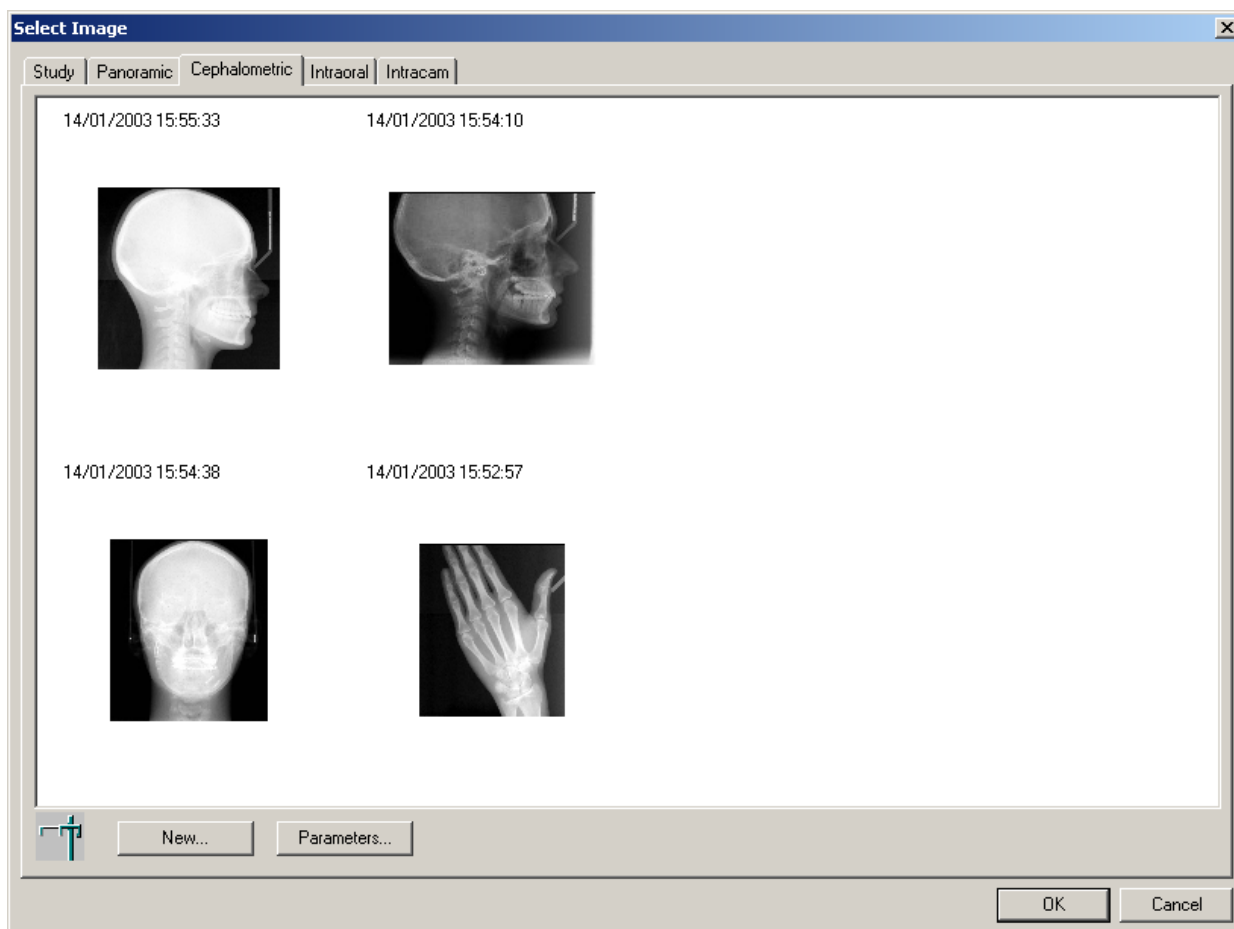 Select Image
Study Panoramic Cephalometric Intraoral Intracam
14/01/2003 15:55:33 14/01/2003 15:54:10
14/01/2003 15:54:38 14/01/2003 15:52:57
New... Parameters...
OK Cancel